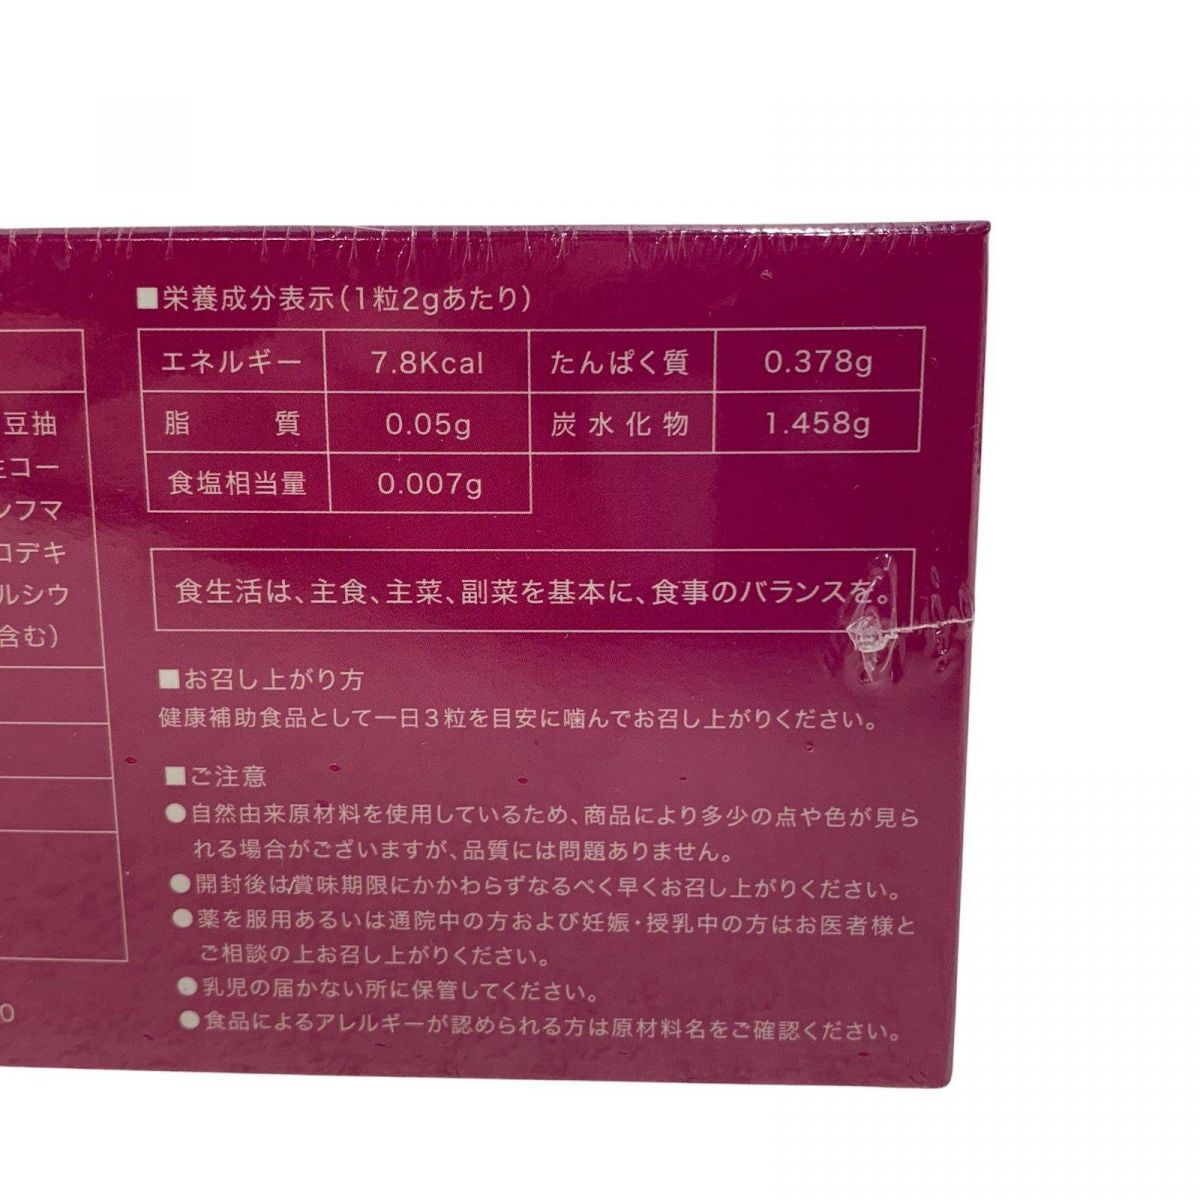 豆抽
生コー
ンフマ
コデキ
ルシウ
含む）
0
■栄養成分表示（1粒2gあたり）
エネルギー 7.8Kcal たんぱく質 0.378g
脂質 0.05g 炭水化物 1.458g
食塩相当量 0.007g
食生活は、主食、主菜、副菜を基本に、食事のバランスを。
■お召し上がり方
健康補助食品として一日3粒を目安に噛んでお召し上がりください。
■ご注意
●自然由来原材料を使用しているため、商品により多少の点や色が見ら
れる場合がございますが、品質には問題ありません。
●開封後は賞味期限にかかわらずなるべく早くお召し上がりください。
●薬を服用あるいは通院中の方および妊娠・授乳中の方はお医者様と
ご相談の上お召し上がりください。
●乳児の届かない所に保管してください。
●食品によるアレルギーが認められる方は原材料名をご確認ください。